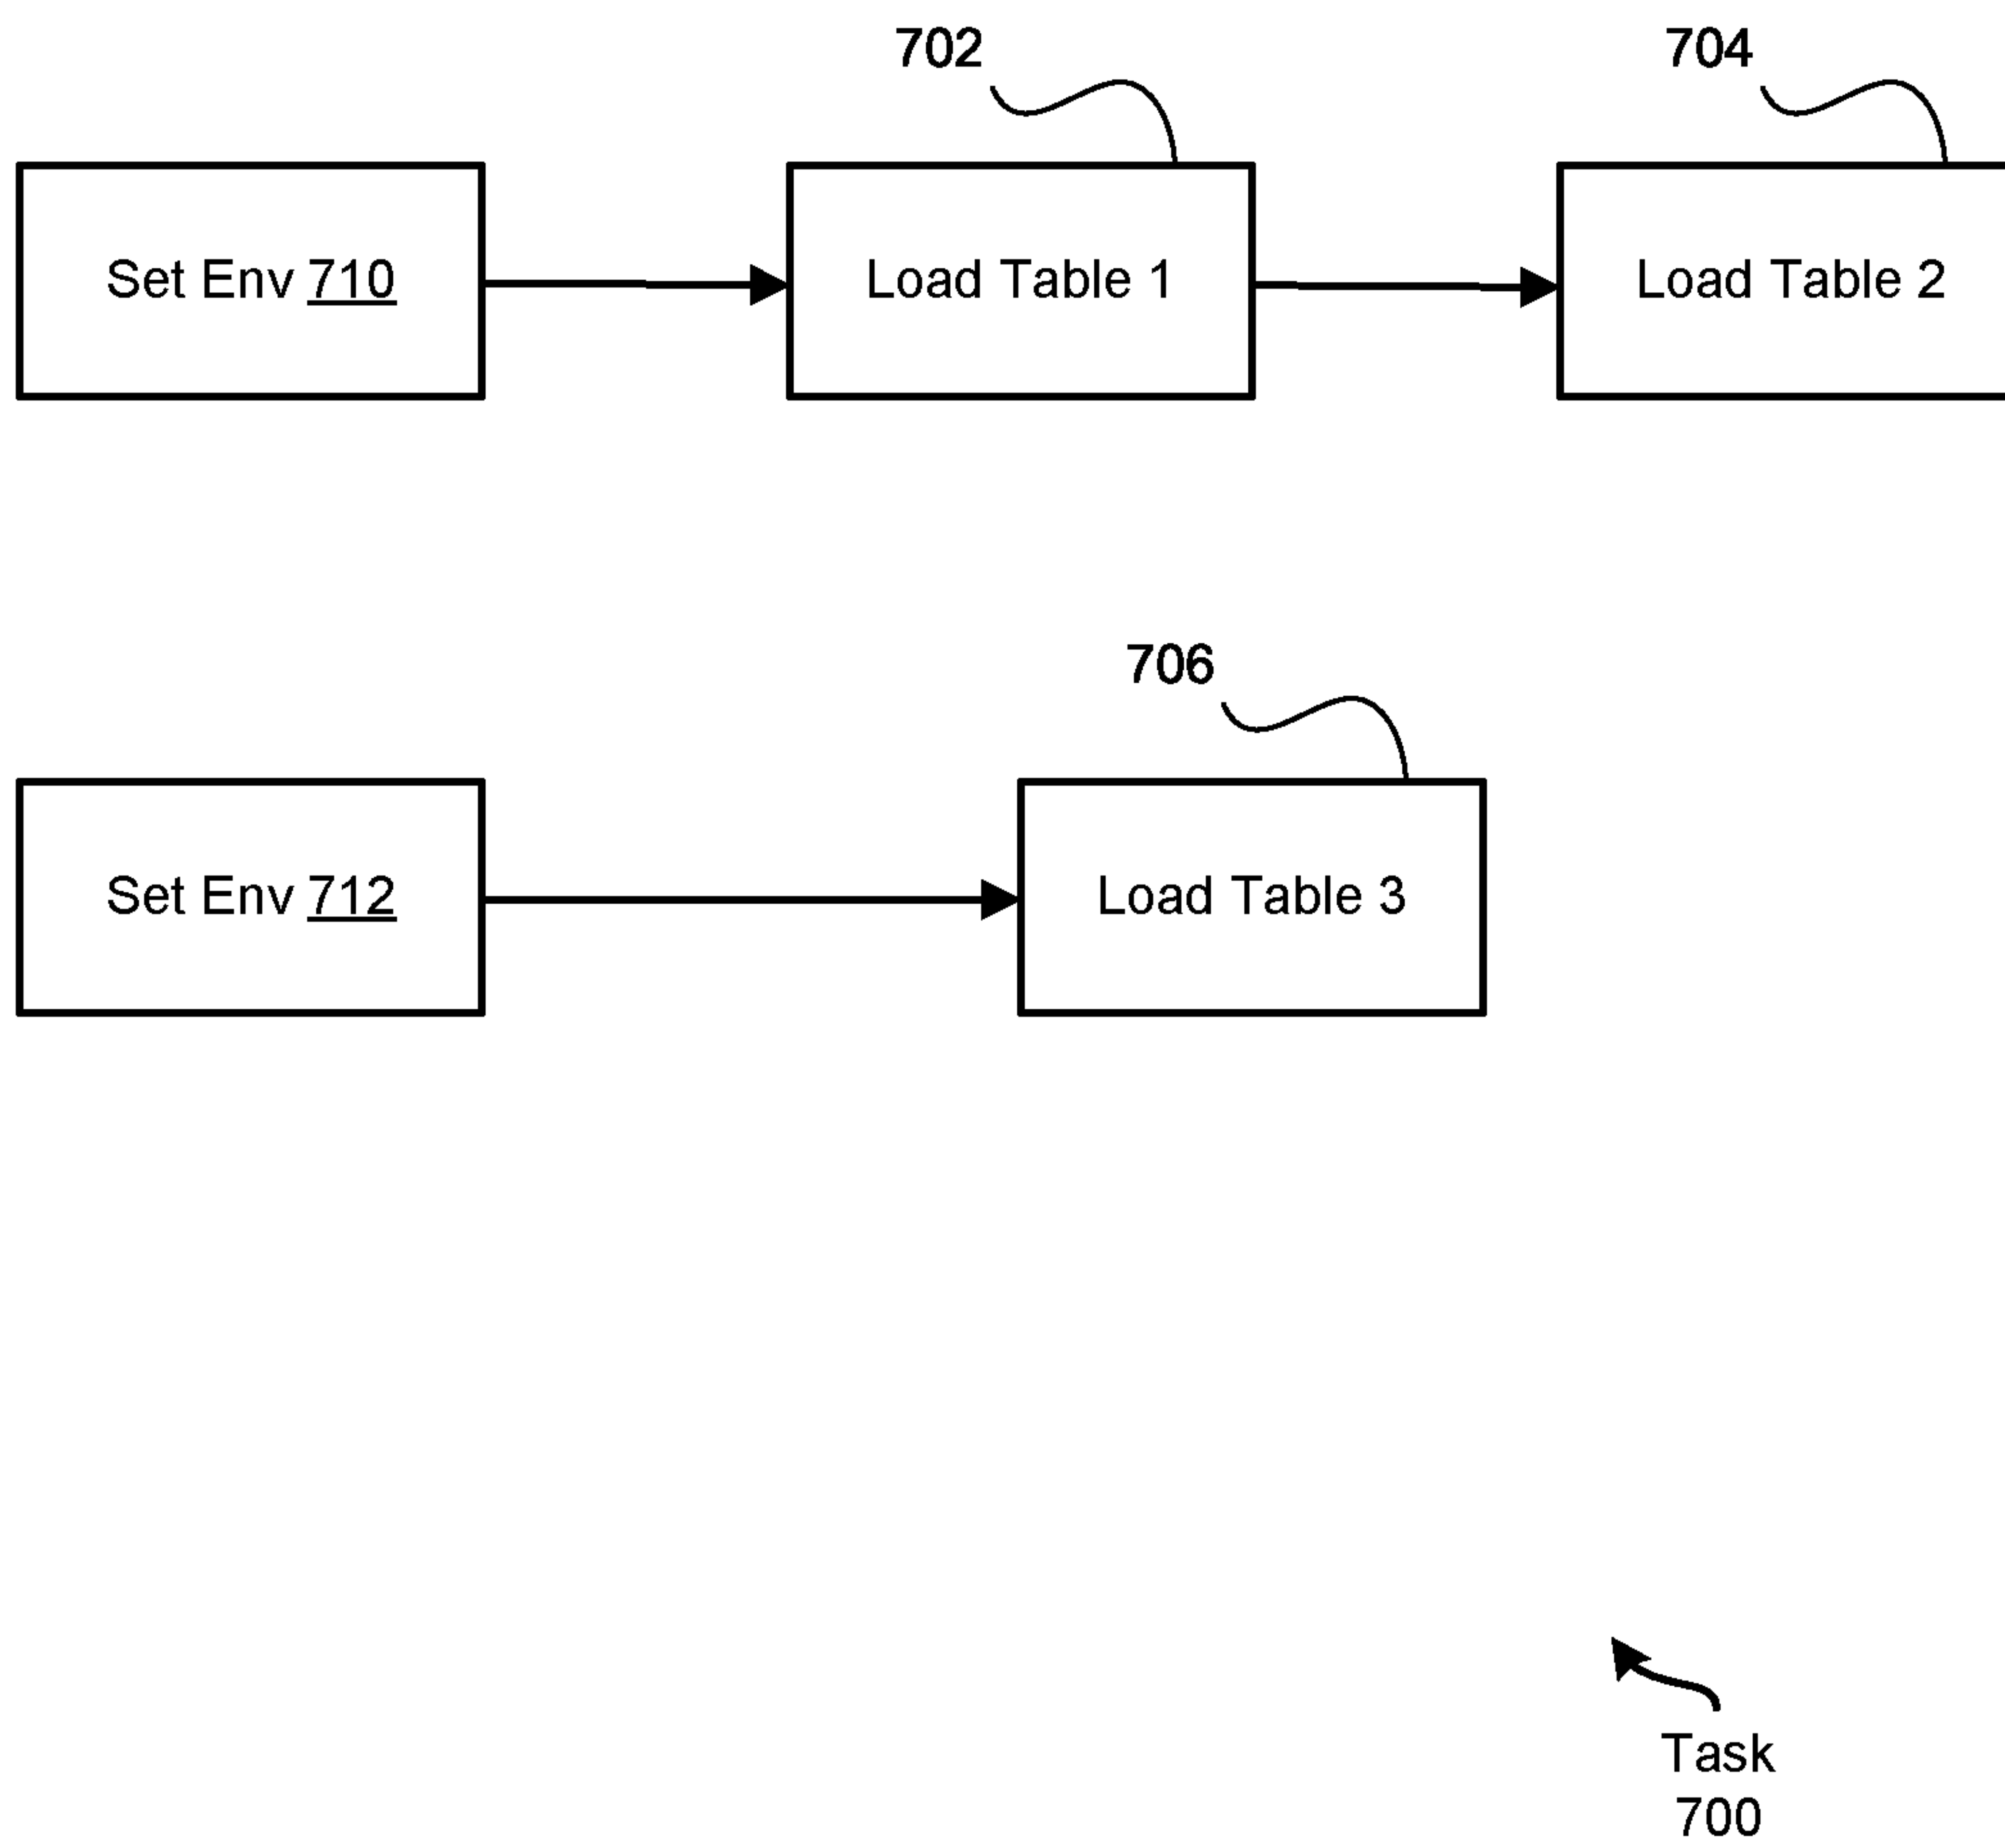 702
704
Set Env 710
Load Table 1
Load Table 2
706
Set Env 712
Load Table 3
Task
700